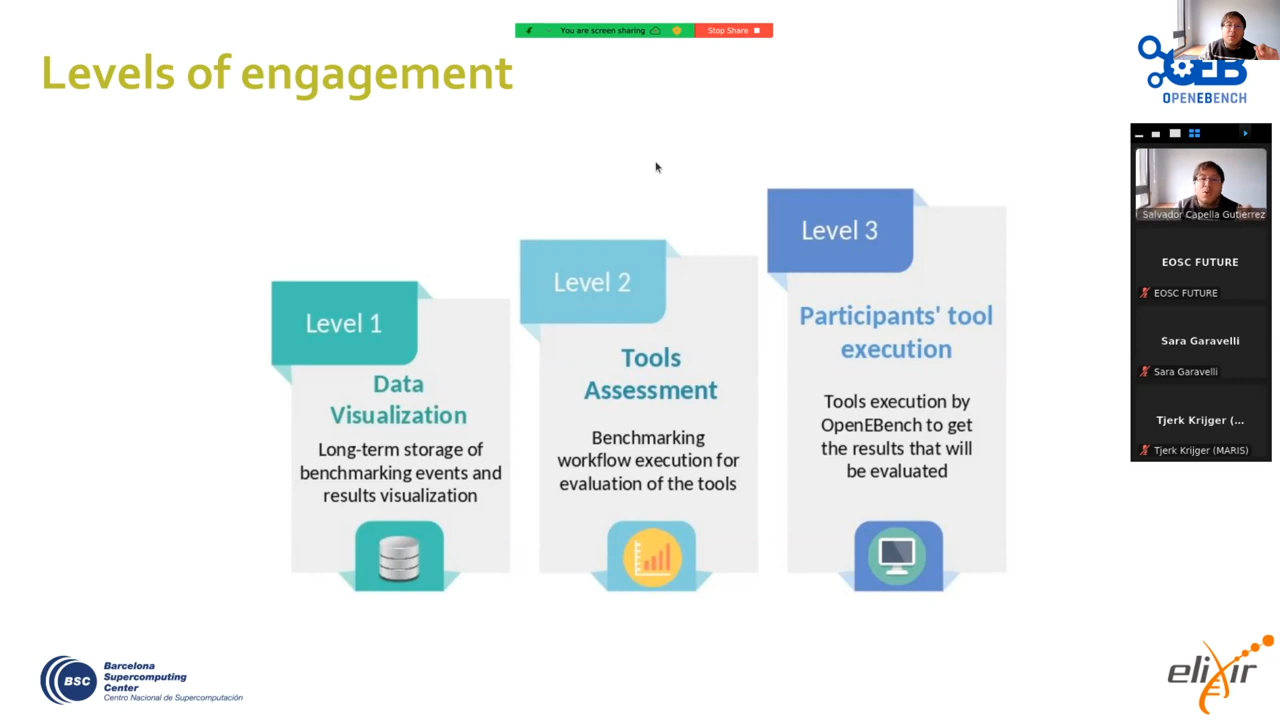 You are screen sharing
Stop Share
Levels of engagement
OEB
OPENEBENCH
Salvador Capella Gutierrez
EOSC FUTURE
EOSC FUTURE
Sara Garavelli
Sara Garavelli
Tjerk Krijger (...
Tjerk Krijger (MARIS)
Level 1
Data
Visualization
Long-term storage of
benchmarking events and
results visualization
Level 2
Tools
Assessment
Benchmarking
workflow execution for
evaluation of the tools
Level 3
Participants' tool
execution
Tools execution by
OpenEBench to get
the results that will
be evaluated
BSC
Barcelona
Supercomputing
Center
Centro Nacional de Supercomputación
elixir